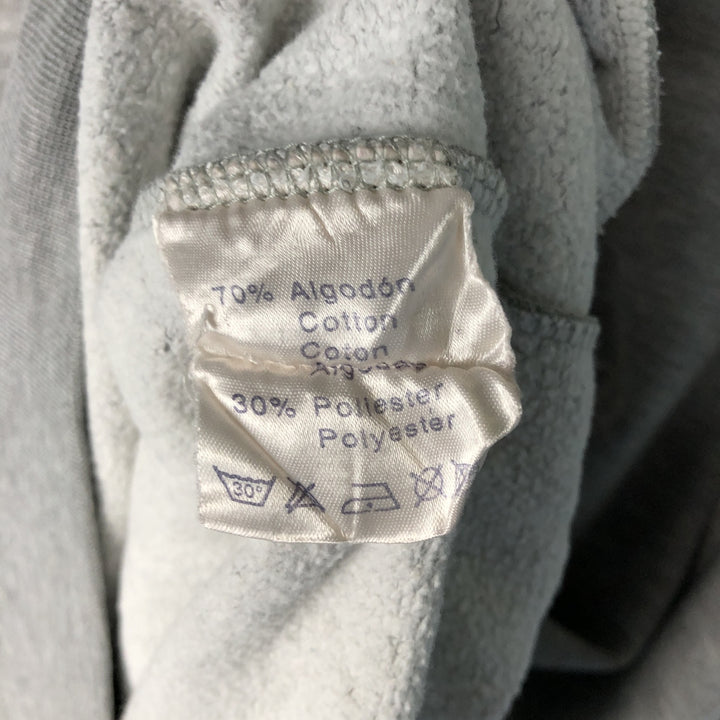 70% Algodón
Cotton
Coton
30% Poliester
Polyester
30°